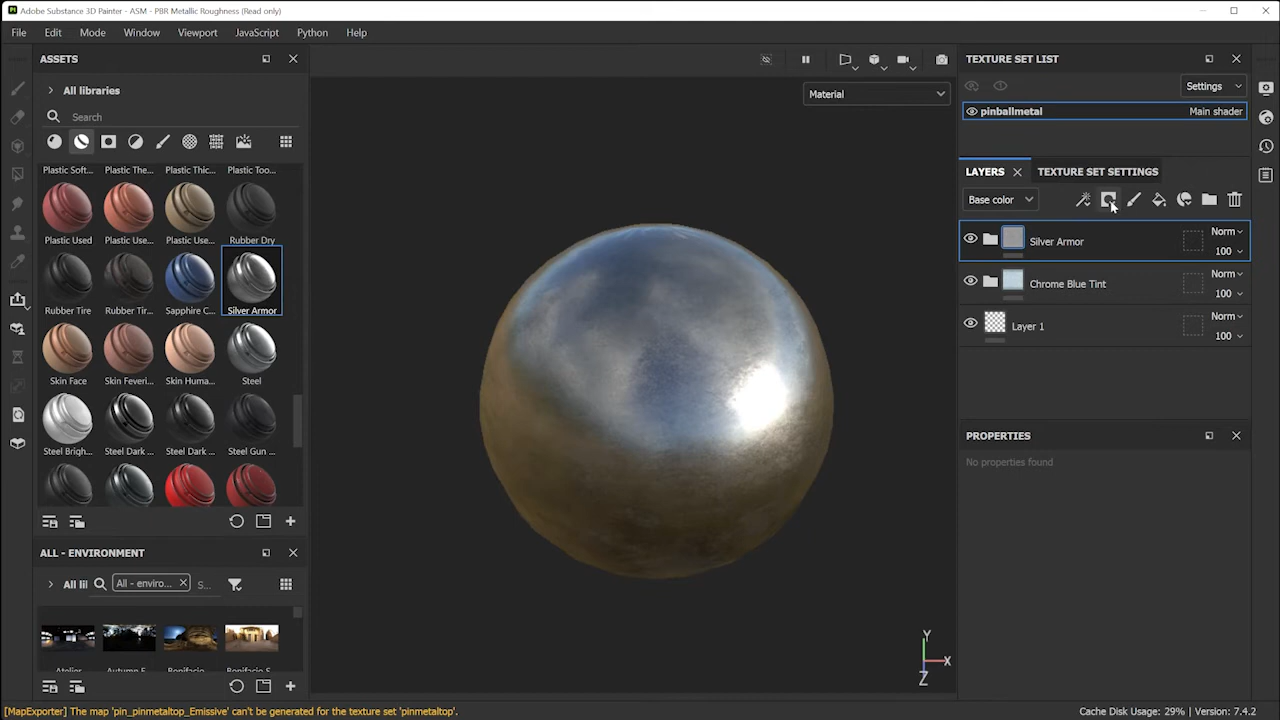 Adobe Substance 3D Painter - ASM - PBR Metallic Roughness (Read only)
File Edit Mode Window Viewport JavaScript Python Help
ASSETS
All libraries
Search
Plastic Soft... Plastic The... Plastic Thic... Plastic Too...
Plastic Used Plastic Use... Plastic Use... Rubber Dry
Rubber Tire Rubber Tir... Sapphire C... Silver Armor
Skin Face Skin Feveri... Skin Huma... Steel
Steel Brigh... Steel Dark ... Steel Dark ... Steel Gun ...
ALL - ENVIRONMENT
All li All - enviro... S...
Atelier Autumn F Bonifacio Bonifacio S
Material
Y
X
Z
TEXTURE SET LIST
Settings
pinballmetal Main shader
LAYERS TEXTURE SET SETTINGS
Base color
Silver Armor Norm
100
Chrome Blue Tint Norm
100
Layer 1 Norm
100
PROPERTIES
No properties found
[MapExporter] The map 'pin_pinmetaltop_Emissive' can't be generated for the texture set 'pinmetaltop'.
Cache Disk Usage: 29% | Version: 7.4.2